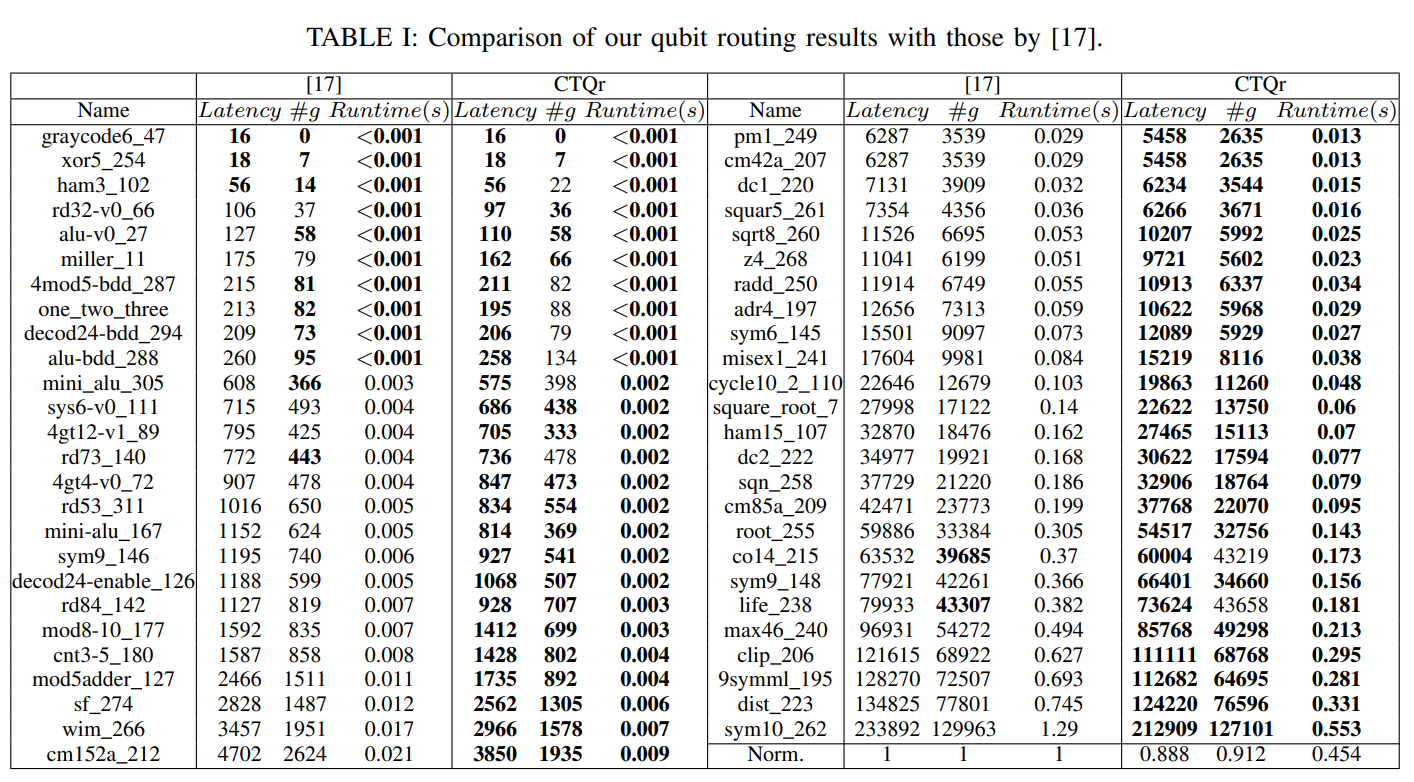 TABLE I: Comparison of our qubit routing results with those by [17].
[17] CTQr [17] CTQr
Name Latency #g Runtime(s) Latency #g Runtime(s) Name Latency #g Runtime(s) Latency #g Runtime(s)
graycode6_47 16 0 <0.001 16 0 <0.001 pm1_249 6287 3539 0.029 5458 2635 0.013
xor5_254 18 7 <0.001 18 7 <0.001 cm42a_207 6287 3539 0.029 5458 2635 0.013
ham3_102 56 14 <0.001 56 22 <0.001 dc1_220 7131 3909 0.032 6234 3544 0.015
rd32-v0_66 106 37 <0.001 97 36 <0.001 squar5_261 7354 4356 0.036 6266 3671 0.016
alu-v0_27 127 58 <0.001 110 58 <0.001 sqrt8_260 11526 6695 0.053 10207 5992 0.025
miller_11 175 79 <0.001 162 66 <0.001 z4_268 11041 6199 0.051 9721 5602 0.023
4mod5-bdd_287 215 81 <0.001 211 82 <0.001 radd_250 11914 6749 0.055 10913 6337 0.034
one_two_three 213 82 <0.001 195 88 <0.001 adr4_197 12656 7313 0.059 10622 5968 0.029
decod24-bdd_294 209 73 <0.001 206 79 <0.001 sym6_145 15501 9097 0.073 12089 5929 0.027
alu-bdd_288 260 95 <0.001 258 134 <0.001 misex1_241 17604 9981 0.084 15219 8116 0.038
mini_alu_305 608 366 0.003 575 398 0.002 cycle10_2_110 22646 12679 0.103 19863 11260 0.048
sys6-v0_111 715 493 0.004 686 438 0.002 square_root_7 27998 17122 0.14 22622 13750 0.06
4gt12-v1_89 795 425 0.004 705 333 0.002 ham15_107 32870 18476 0.162 27465 15113 0.07
rd73_140 772 443 0.004 736 478 0.002 dc2_222 34977 19921 0.168 30622 17594 0.077
4gt4-v0_72 907 478 0.004 847 473 0.002 sqn_258 37729 21220 0.186 32906 18764 0.079
rd53_311 1016 650 0.005 834 554 0.002 cm85a_209 42471 23773 0.199 37768 22070 0.095
mini-alu_167 1152 624 0.005 814 369 0.002 root_255 59886 33384 0.305 54517 32756 0.143
sym9_146 1195 740 0.006 927 541 0.002 co14_215 63532 39685 0.37 60004 43219 0.173
decod24-enable_126 1188 599 0.005 1068 507 0.002 sym9_148 77921 42261 0.366 66401 34660 0.156
rd84_142 1127 819 0.007 928 707 0.003 life_238 79933 43307 0.382 73624 43658 0.181
mod8-10_177 1592 835 0.007 1412 699 0.003 max46_240 96931 54272 0.494 85768 49298 0.213
cnt3-5_180 1587 858 0.008 1428 802 0.004 clip_206 121615 68922 0.627 111111 68768 0.295
mod5adder_127 2466 1511 0.011 1735 892 0.004 9symml_195 128270 72507 0.693 112682 64695 0.281
sf_274 2828 1487 0.012 2562 1305 0.006 dist_223 134825 77801 0.745 124220 76596 0.331
wim_266 3457 1951 0.017 2966 1578 0.007 sym10_262 233892 129963 1.29 212909 127101 0.553
cm152a_212 4702 2624 0.021 3850 1935 0.009 Norm. 1 1 1 0.888 0.912 0.454